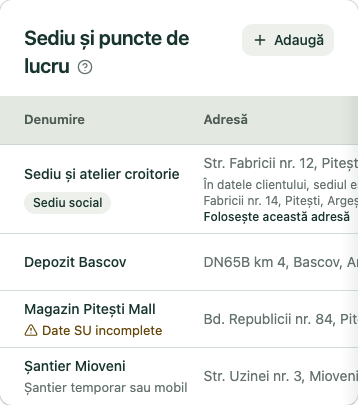 Sediu și puncte de
lucru
+ Adaugă
Denumire
Adresă
Sediu și atelier croitorie
Sediu social
Str. Fabricii nr. 12,
În datele clientului, sediul
Fabricii nr. 14, Pitești,
Folosește această adresă
Depozit Bascov
DN65B km 4, Bascov,
Magazin Pitești Mall
Date SU incomplete
Bd. Republicii nr. 84,
Șantier Mioveni
Șantier temporar sau mobil
Str. Uzinei nr. 3, Mioveni